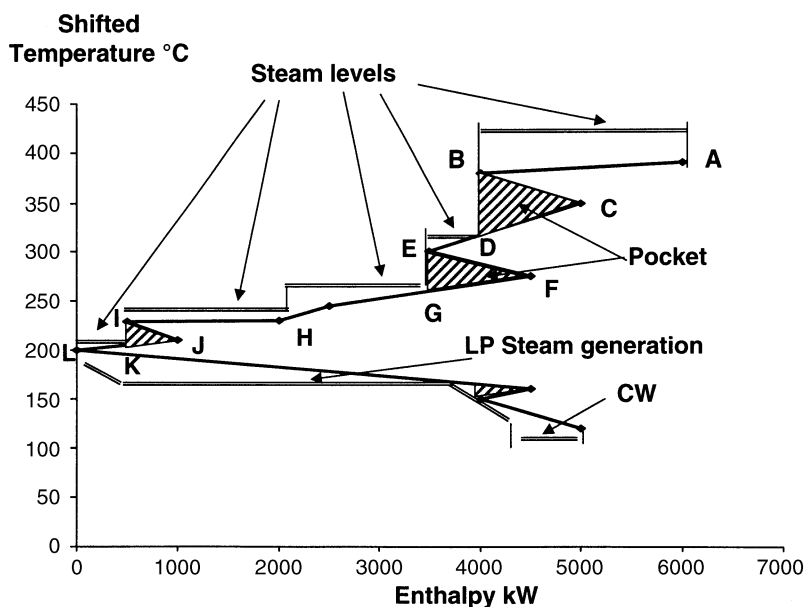 Shifted
Temperature °C
Steam levels
450
400
350
300
250
200
150
100
50
0
B
A
C
E
D
Pocket
F
G
I
H
J
L
K
LP Steam generation
CW
0
1000
2000
3000
4000
5000
6000
7000
Enthalpy kW